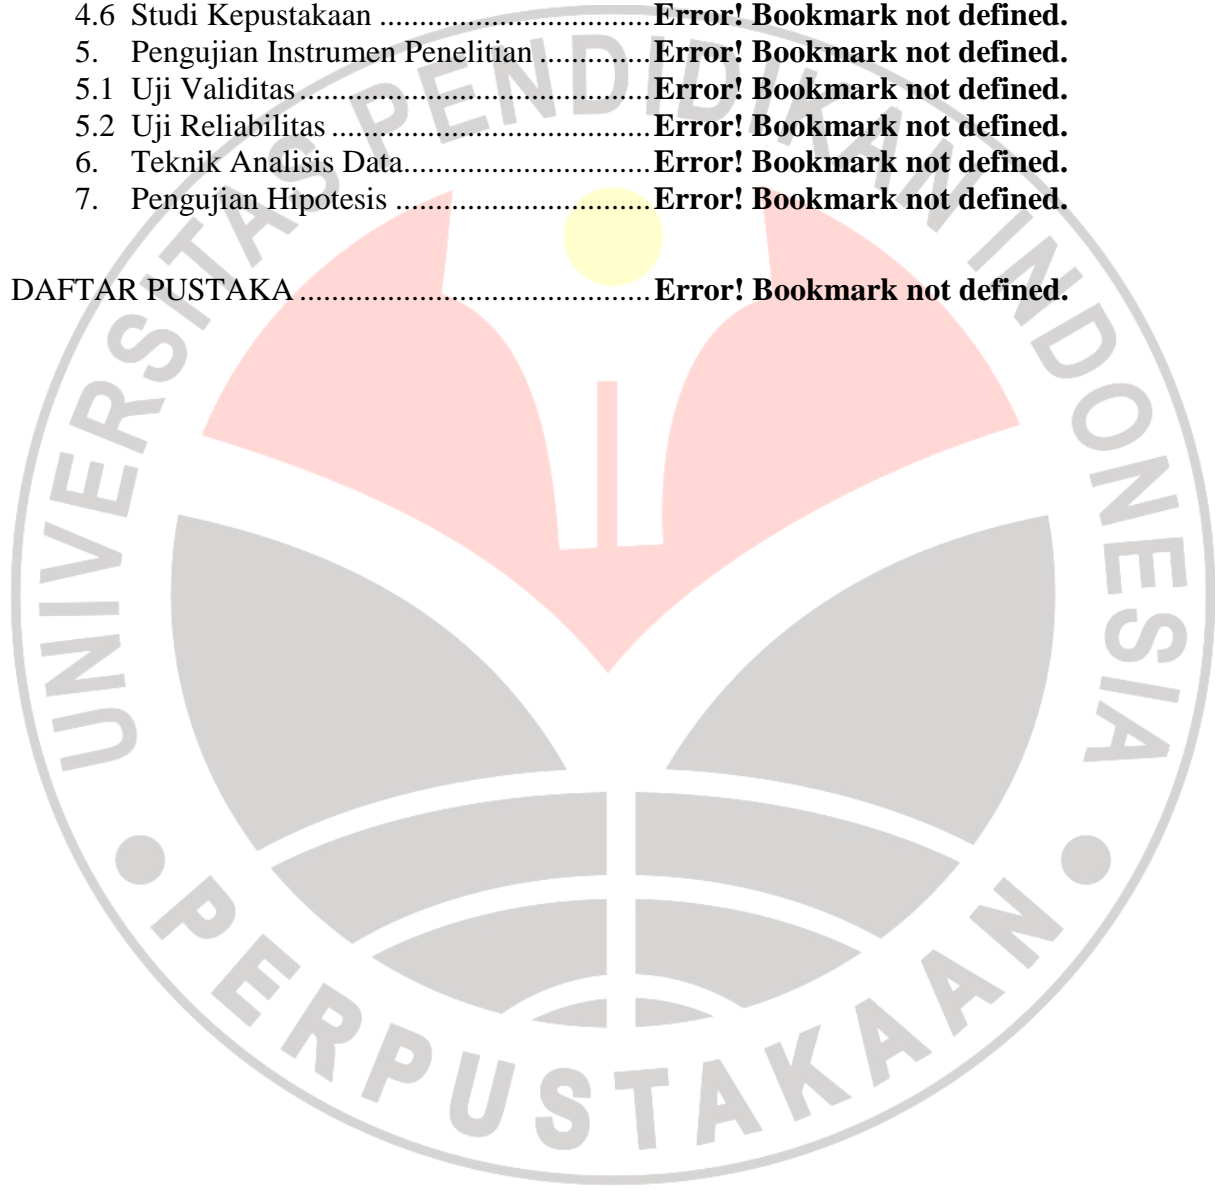 4.6 Studi Kepustakaan .................................. Error! Bookmark not defined.
5. Pengujian Instrumen Penelitian .............. Error! Bookmark not defined.
5.1 Uji Validitas ............................................ Error! Bookmark not defined.
5.2 Uji Reliabilitas ........................................ Error! Bookmark not defined.
6. Teknik Analisis Data............................... Error! Bookmark not defined.
7. Pengujian Hipotesis ................................ Error! Bookmark not defined.
DAFTAR PUSTAKA ............................................ Error! Bookmark not defined.
UNIVERSITAS PENDIDIKAN INDONESIA
PERPUSTAKAAN